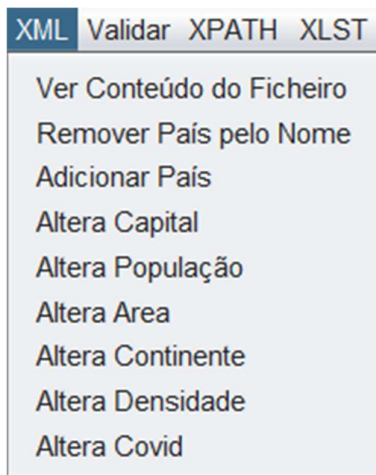 XML Validar XPATH XLST
Ver Conteúdo do Ficheiro
Remover País pelo Nome
Adicionar País
Altera Capital
Altera População
Altera Area
Altera Continente
Altera Densidade
Altera Covid